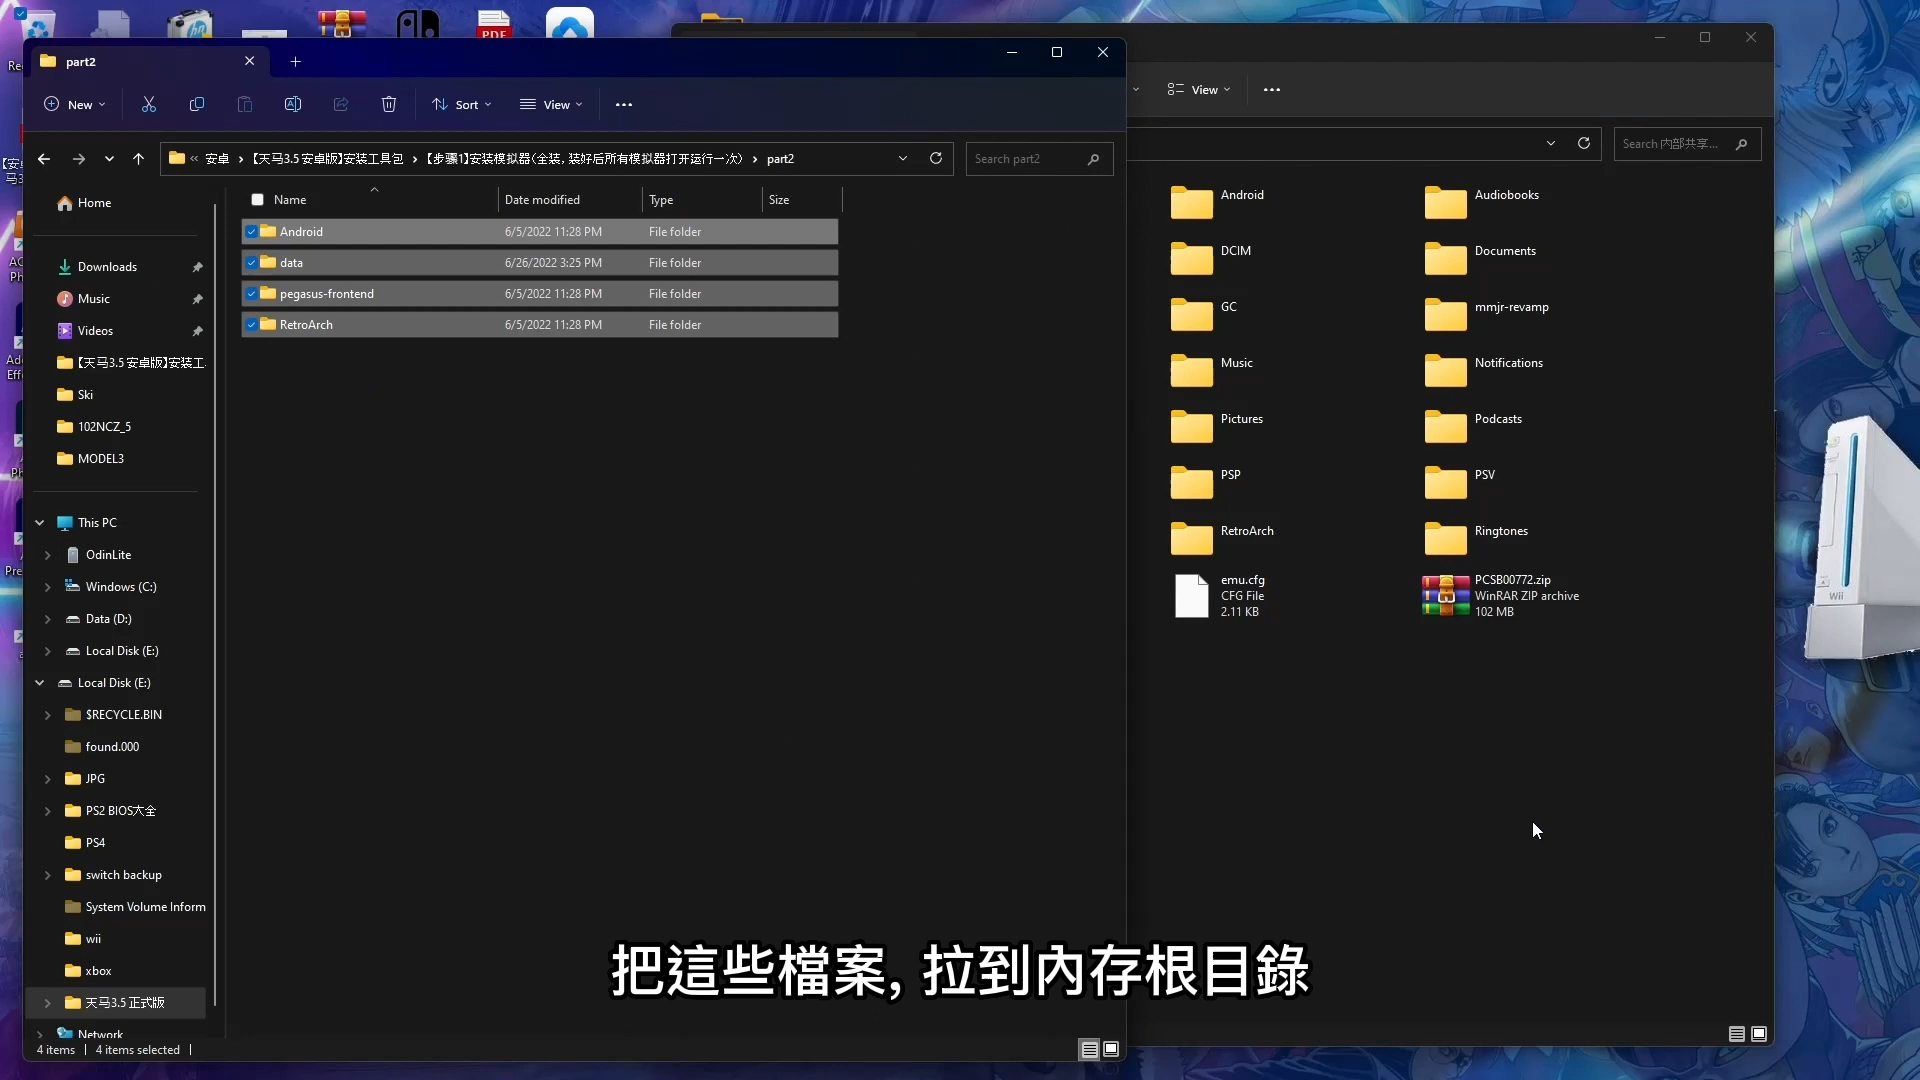 part2
New
Sort
View
安卓 › 【天马3.5 安卓版】安装工具包 › 【步骤1】安装模拟器(全装, 装好后所有模拟器打开运行一次) › part2
Search part2
Home
Downloads
Music
Videos
【天马3.5 安卓版】安装工
Ski
102NCZ_5
MODEL3
This PC
OdinLite
Windows (C:)
Data (D:)
Local Disk (E:)
Local Disk (E:)
$RECYCLE.BIN
found.000
JPG
PS2 BIOS大全
PS4
switch backup
System Volume Inform
wii
xbox
天马3.5 正式版
Network
Name Date modified Type Size
Android 6/5/2022 11:28 PM File folder
data 6/26/2022 3:25 PM File folder
pegasus-frontend 6/5/2022 11:28 PM File folder
RetroArch 6/5/2022 11:28 PM File folder
4 items 4 items selected
View
Search 内部共享...
Android Audiobooks
DCIM Documents
GC mmjr-revamp
Music Notifications
Pictures Podcasts
PSP PSV
RetroArch Ringtones
emu.cfg
CFG File
2.11 KB
PCSB00772.zip
WinRAR ZIP archive
102 MB
PDF
Wii
把這些檔案, 拉到內存根目錄